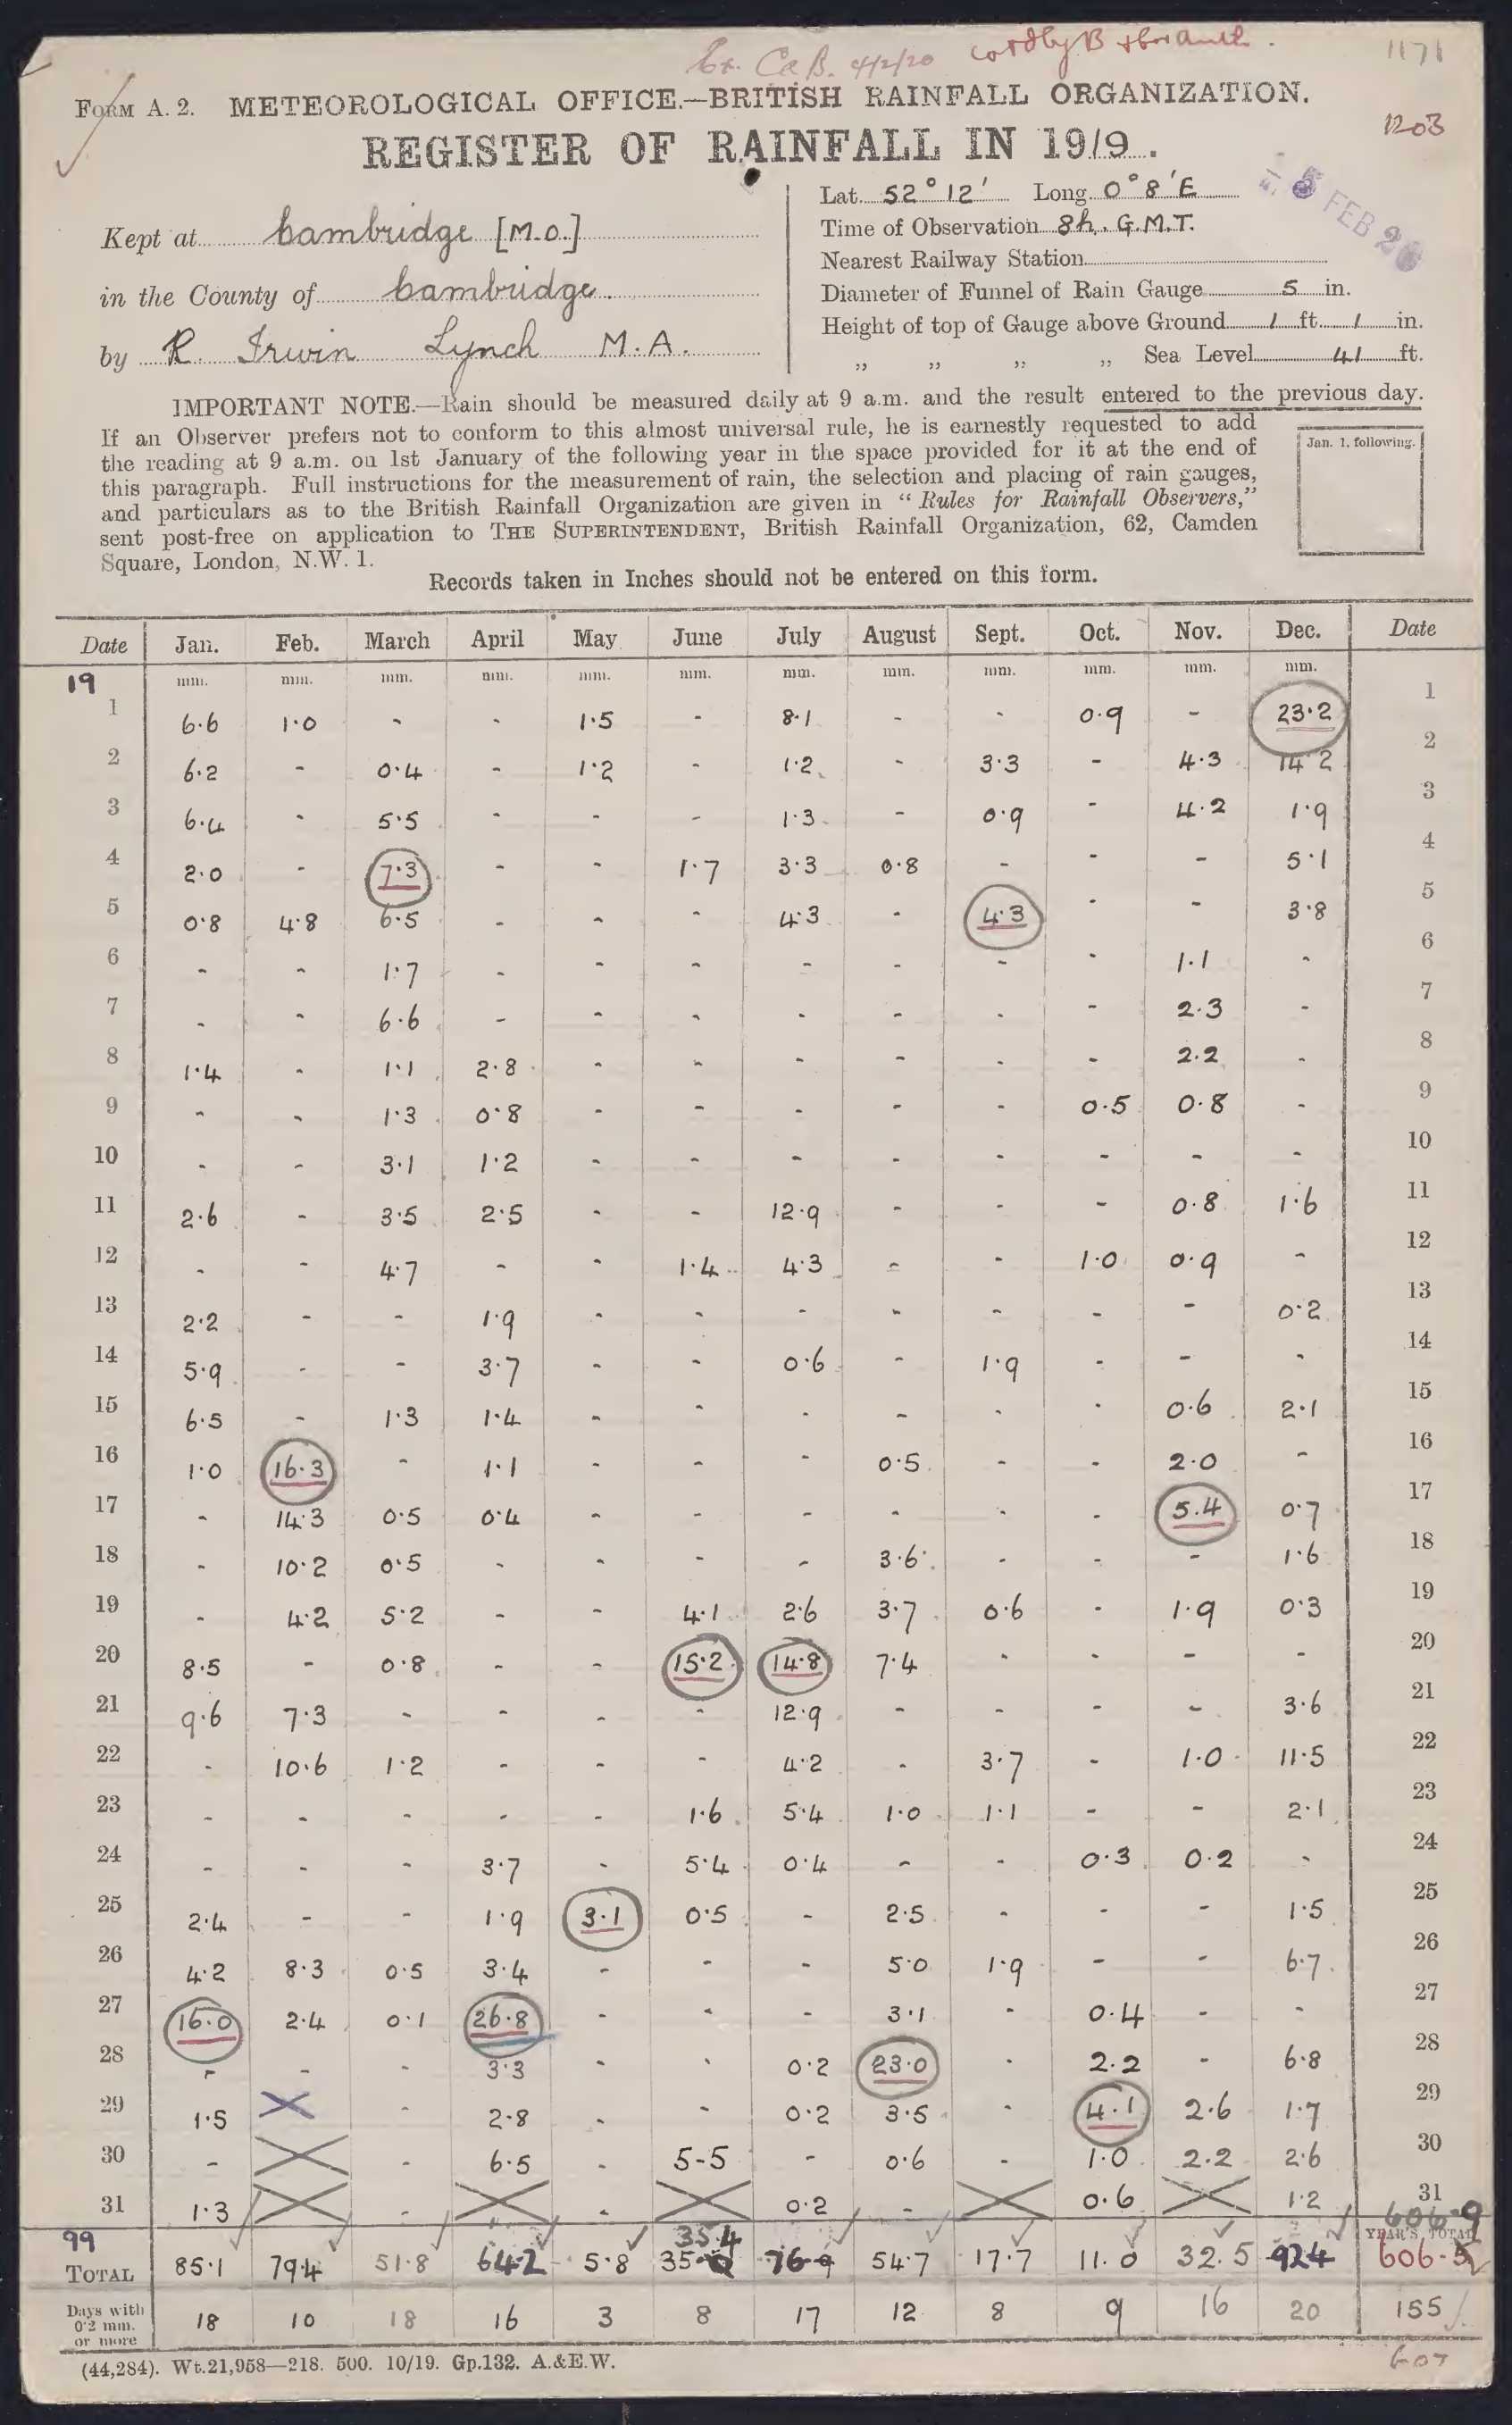 Ex. CaB. 4/2/20
1171
FORM A. 2. METEOROLOGICAL OFFICE.—BRITISH RAINFALL ORGANIZATION.
1203
REGISTER OF RAINFALL IN 1919.
5 FEB 20
Kept at Cambridge [M.O.]
in the County of Cambridge.
by R. Irwin Lynch M.A.
Lat. 52° 12' Long. 0° 8' E
Time of Observation 8h. G.M.T.
Nearest Railway Station
Diameter of Funnel of Rain Gauge 5 in.
Height of top of Gauge above Ground 1 ft. 1 in.
„ „ „ „ Sea Level 41 ft.
IMPORTANT NOTE.—Rain should be measured daily at 9 a.m. and the result entered to the previous day.
If an Observer prefers not to conform to this almost universal rule, he is earnestly requested to add
the reading at 9 a.m. on 1st January of the following year in the space provided for it at the end of
this paragraph. Full instructions for the measurement of rain, the selection and placing of rain gauges,
and particulars as to the British Rainfall Organization are given in "Rules for Rainfall Observers,"
sent post-free on application to THE SUPERINTENDENT, British Rainfall Organization, 62, Camden
Square, London, N.W. 1.
Jan. 1. following.
Records taken in Inches should not be entered on this form.
Date Jan. Feb. March April May June July August Sept. Oct. Nov. Dec. Date
19 mm. mm. mm. mm. mm. mm. mm. mm. mm. mm. mm. mm.
1 6.6 1.0 - - 1.5 - 8.1 - - 0.9 - 23.2 1
2 6.2 - 0.4 - 1.2 - 1.2 - 3.3 - 4.3 14.2 2
3 6.4 - 5.5 - - - 1.3 - 0.9 - 4.2 1.9 3
4 2.0 - 7.3 - - 1.7 3.3 0.8 - - - 5.1 4
5 0.8 4.8 6.5 - - - 4.3 - 4.3 - - 3.8 5
6 - - 1.7 - - - - - - - 1.1 - 6
7 - - 6.6 - - - - - - - 2.3 - 7
8 1.4 - 1.1 2.8 - - - - - - 2.2 - 8
9 - - 1.3 0.8 - - - - - 0.5 0.8 - 9
10 - - 3.1 1.2 - - - - - - - - 10
11 2.6 - 3.5 2.5 - - 12.9 - - - 0.8 1.6 11
12 - - 4.7 - - 1.4 4.3 - - 1.0 0.9 - 12
13 2.2 - - 1.9 - - - - - - - 0.2 13
14 5.9 - - 3.7 - - 0.6 - 1.9 - - - 14
15 6.5 - 1.3 1.4 - - - - - - 0.6 2.1 15
16 1.0 16.3 - 1.1 - - - 0.5 - - 2.0 - 16
17 - 14.3 0.5 0.4 - - - - - - 5.4 0.7 17
18 - 10.2 0.5 - - - - 3.6 - - - 1.6 18
19 - 4.2 5.2 - - 4.1 2.6 3.7 0.6 - 1.9 0.3 19
20 8.5 - 0.8 - - 15.2 14.8 7.4 - - - - 20
21 9.6 7.3 - - - - 12.9 - - - - 3.6 21
22 - 10.6 1.2 - - - 4.2 - 3.7 - 1.0 11.5 22
23 - - - - - 1.6 5.4 1.0 1.1 - - 2.1 23
24 - - - 3.7 - 5.4 0.4 - - 0.3 0.2 - 24
25 2.4 - - 1.9 3.1 0.5 - 2.5 - - - 1.5 25
26 4.2 8.3 0.5 3.4 - - - 5.0 1.9 - - 6.7 26
27 16.0 2.4 0.1 26.8 - - - 3.1 - 0.4 - - 27
28 - - - 3.3 - - 0.2 23.0 - 2.2 - 6.8 28
29 1.5 - 2.8 - - 0.2 3.5 - 4.1 2.6 1.7 29
30 - - 6.5 - 5-5 - 0.6 - 1.0 2.2 2.6 30
31 1.3 - - 0.2 - 0.6 1.2 31
35.4 606.9
99 YEAR'S TOTAL
TOTAL 85.1 79.4 51.8 64.2 5.8 35.0 76.9 54.7 17.7 11.0 32.5 92.4 606.5
Days with 0.2 mm. or more 18 10 18 16 3 8 17 12 8 9 16 20 155
(44,284). Wt.21,958—218. 500. 10/19. Gp.132. A.&E.W.
607